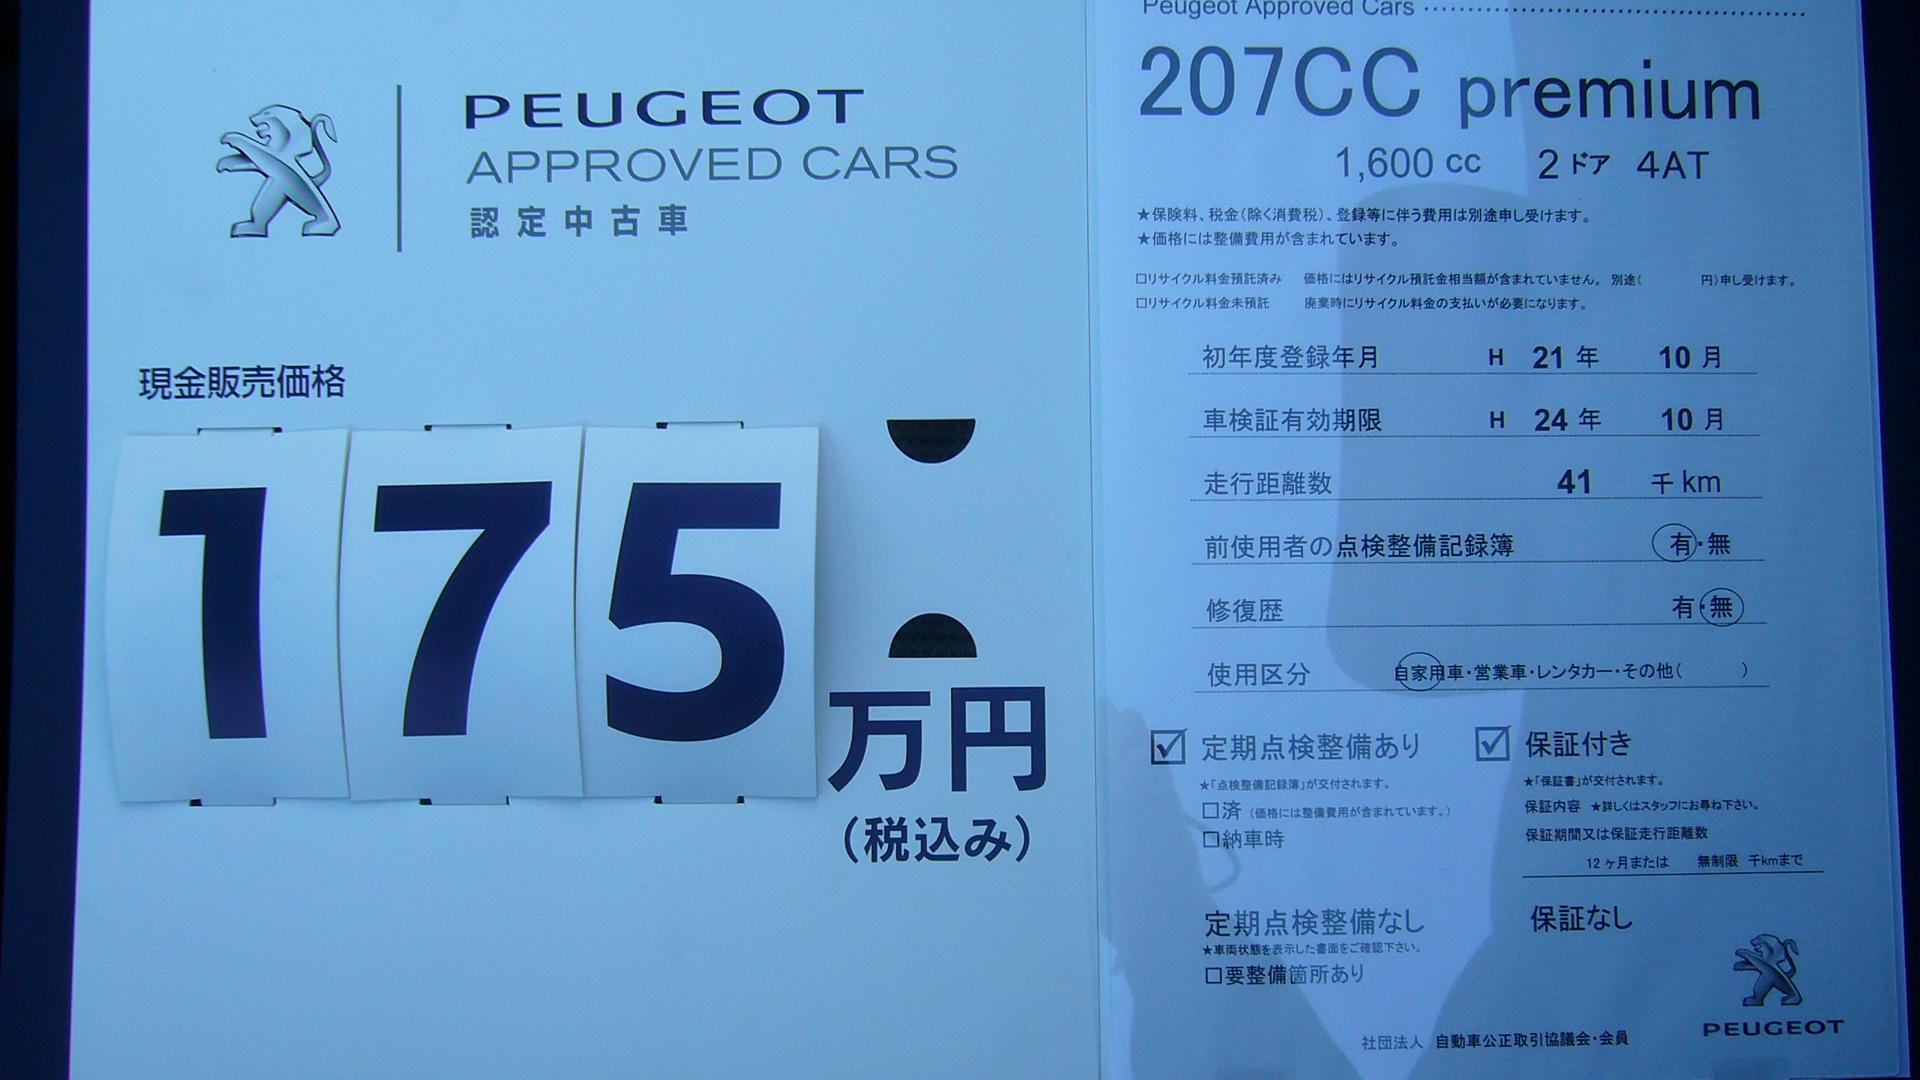 PEUGEOT
APPROVED CARS
認定中古車
現金販売価格
175万円
(税込み)
Peugeot Approved Cars
207CC premium
1,600 cc 2ドア 4AT
★保険料、税金(除く消費税)、登録等に伴う費用は別途申し受けます。
★価格には整備費用が含まれています。
□リサイクル料金預託済み 価格にはリサイクル預託金相当額が含まれていません。 別途( 円)申し受けます。
□リサイクル料金未預託 廃棄時にリサイクル料金の支払いが必要になります。
初年度登録年月 H 21 年 10 月
車検証有効期限 H 24 年 10 月
走行距離数 41 千 km
前使用者の点検整備記録簿 有・無
修復歴 有・無
使用区分 自家用車・営業車・レンタカー・その他( )
☑ 定期点検整備あり
★「点検整備記録簿」が交付されます。
□済 (価格には整備費用が含まれています。)
□納車時
☑ 保証付き
★「保証書」が交付されます。
保証内容 ★詳しくはスタッフにお尋ね下さい。
保証期間又は保証走行距離数
12 ヶ月または 無制限 千kmまで
定期点検整備なし
★車両状態を表示した書面をご確認下さい。
□要整備箇所あり
保証なし
PEUGEOT
社団法人 自動車公正取引協議会・会員